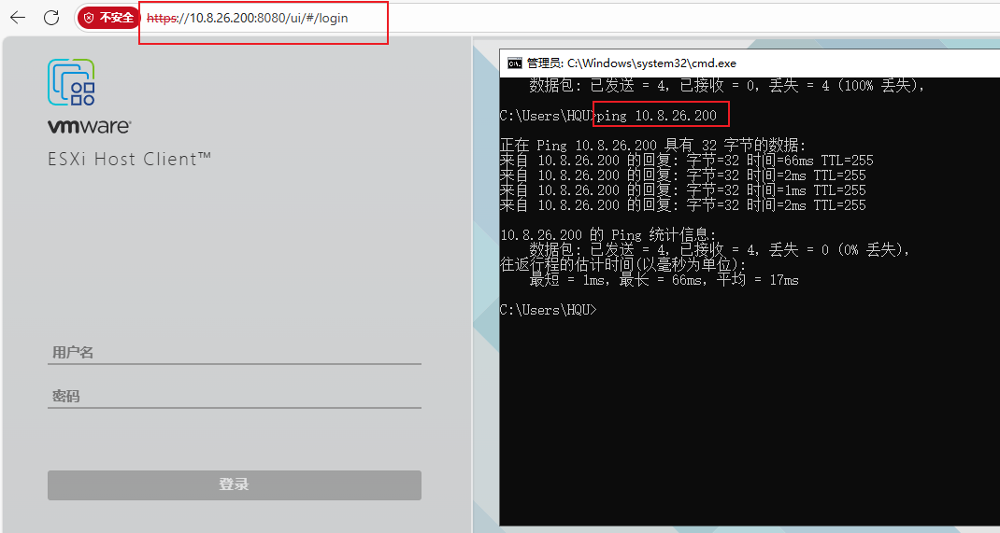 不安全 https://10.8.26.200:8080/ui/#/login
vmware®
ESXi Host Client™
用户名
密码
登录
管理员: C:\Windows\system32\cmd.exe
数据包: 已发送 = 4，已接收 = 0，丢失 = 4 (100% 丢失)，
C:\Users\HQU>ping 10.8.26.200
正在 Ping 10.8.26.200 具有 32 字节的数据:
来自 10.8.26.200 的回复: 字节=32 时间=66ms TTL=255
来自 10.8.26.200 的回复: 字节=32 时间=2ms TTL=255
来自 10.8.26.200 的回复: 字节=32 时间=1ms TTL=255
来自 10.8.26.200 的回复: 字节=32 时间=2ms TTL=255
10.8.26.200 的 Ping 统计信息:
数据包: 已发送 = 4，已接收 = 4，丢失 = 0 (0% 丢失)，
往返行程的估计时间(以毫秒为单位):
最短 = 1ms，最长 = 66ms，平均 = 17ms
C:\Users\HQU>